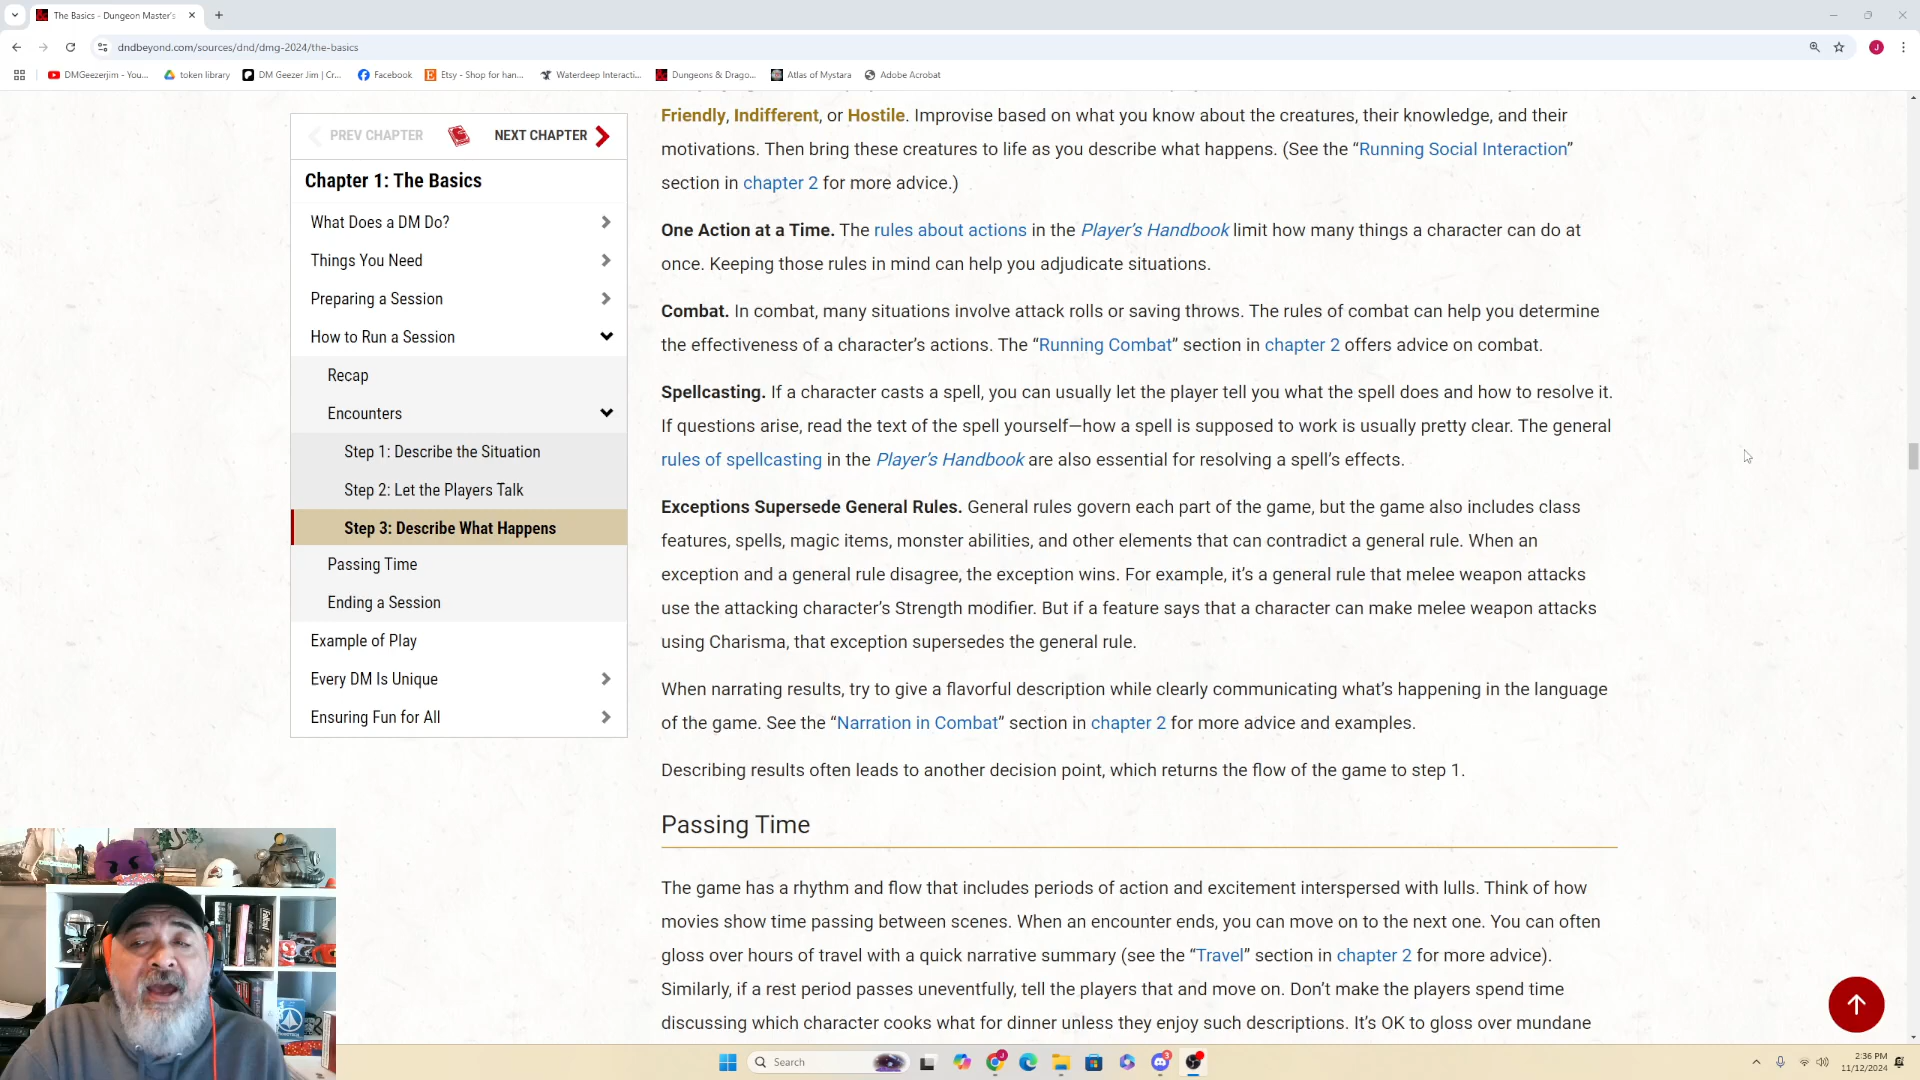 The Basics - Dungeon Master's
dndbeyond.com/sources/dnd/dmg-2024/the-basics
DMGeezerjim - You...
token library
DM Geezer Jim | Cr...
Facebook
Etsy - Shop for han...
Waterdeep Interacti...
Dungeons & Drago...
Atlas of Mystara
Adobe Acrobat
PREV CHAPTER
NEXT CHAPTER
Chapter 1: The Basics
What Does a DM Do?
Things You Need
Preparing a Session
How to Run a Session
Recap
Encounters
Step 1: Describe the Situation
Step 2: Let the Players Talk
Step 3: Describe What Happens
Passing Time
Ending a Session
Example of Play
Every DM Is Unique
Ensuring Fun for All
Friendly, Indifferent, or Hostile. Improvise based on what you know about the creatures, their knowledge, and their
motivations. Then bring these creatures to life as you describe what happens. (See the “Running Social Interaction”
section in chapter 2 for more advice.)
One Action at a Time. The rules about actions in the Player’s Handbook limit how many things a character can do at
once. Keeping those rules in mind can help you adjudicate situations.
Combat. In combat, many situations involve attack rolls or saving throws. The rules of combat can help you determine
the effectiveness of a character’s actions. The “Running Combat” section in chapter 2 offers advice on combat.
Spellcasting. If a character casts a spell, you can usually let the player tell you what the spell does and how to resolve it.
If questions arise, read the text of the spell yourself—how a spell is supposed to work is usually pretty clear. The general
rules of spellcasting in the Player’s Handbook are also essential for resolving a spell’s effects.
Exceptions Supersede General Rules. General rules govern each part of the game, but the game also includes class
features, spells, magic items, monster abilities, and other elements that can contradict a general rule. When an
exception and a general rule disagree, the exception wins. For example, it’s a general rule that melee weapon attacks
use the attacking character’s Strength modifier. But if a feature says that a character can make melee weapon attacks
using Charisma, that exception supersedes the general rule.
When narrating results, try to give a flavorful description while clearly communicating what’s happening in the language
of the game. See the “Narration in Combat” section in chapter 2 for more advice and examples.
Describing results often leads to another decision point, which returns the flow of the game to step 1.
Passing Time
The game has a rhythm and flow that includes periods of action and excitement interspersed with lulls. Think of how
movies show time passing between scenes. When an encounter ends, you can move on to the next one. You can often
gloss over hours of travel with a quick narrative summary (see the “Travel” section in chapter 2 for more advice).
Similarly, if a rest period passes uneventfully, tell the players that and move on. Don’t make the players spend time
discussing which character cooks what for dinner unless they enjoy such descriptions. It’s OK to gloss over mundane
Search
2:36 PM
11/12/2024